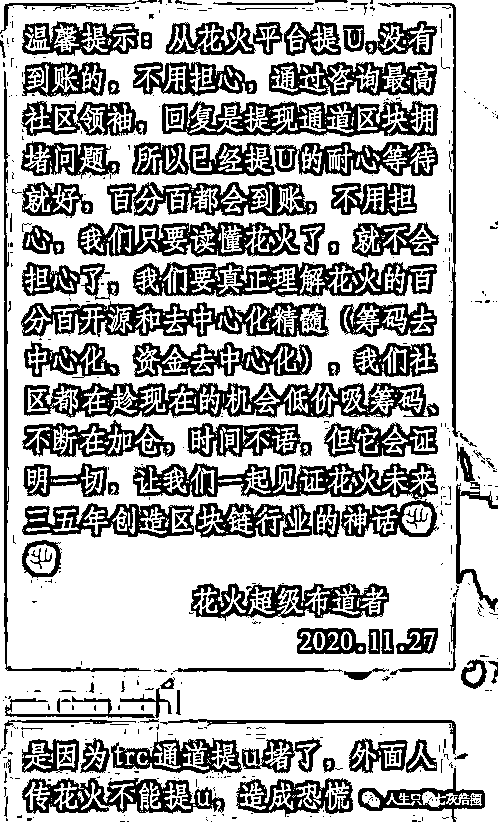 温馨提示：从花火平台提U,没有
到账的，不用担心，通过咨询最高
社区领袖，回复是提现通道区块拥
堵问题，所以已经提U的耐心等待
就好，百分百都会到账，不用担
心，我们只要读懂花火了，就不会
担心了，我们要真正理解花火的百
分百开源和去中心化精髓（筹码去
中心化、资金去中心化），我们社
区都在趁现在的机会低价吸筹码、
不断在加仓，时间不语，但它会证
明一切，让我们一起见证花火未来
三五年创造区块链行业的神话
花火超级布道者
2020.11.27
是因为trc通道提u堵了，外面人
传花火不能提u，造成恐慌
人生只